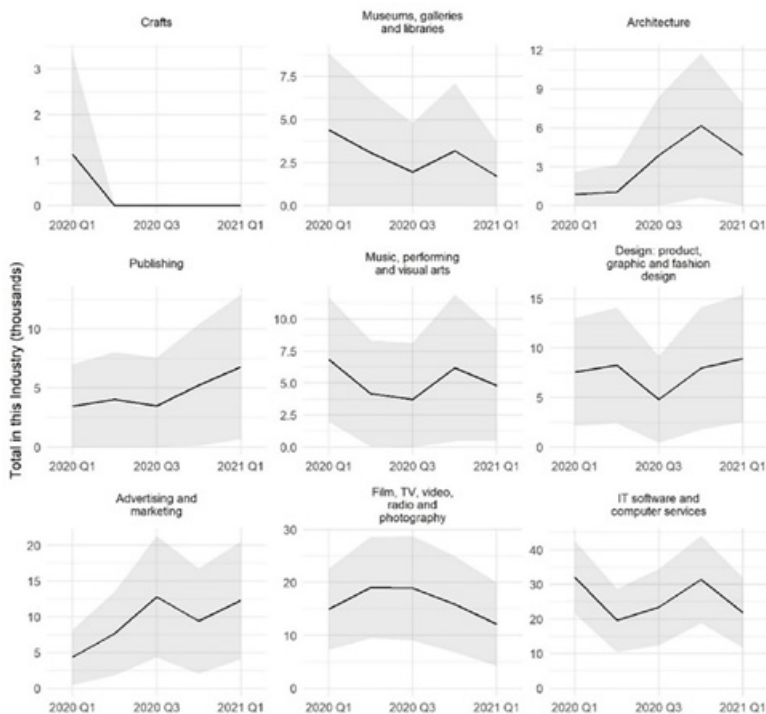 Crafts
Museums, galleries
and libraries
Architecture
3
2
1
0
2020 Q1 2020 Q3 2021 Q1
7.5
5.0
2.5
0.0
2020 Q1 2020 Q3 2021 Q1
12
9
6
3
0
2020 Q1 2020 Q3 2021 Q1
Total in this Industry (thousands)
Publishing
Music, performing
and visual arts
Design: product,
graphic and fashion
design
10
5
0
2020 Q1 2020 Q3 2021 Q1
10.0
7.5
5.0
2.5
0.0
2020 Q1 2020 Q3 2021 Q1
15
10
5
0
2020 Q1 2020 Q3 2021 Q1
Advertising and
marketing
Film, TV, video,
radio and
photography
IT software and
computer services
20
15
10
5
0
2020 Q1 2020 Q3 2021 Q1
30
20
10
0
2020 Q1 2020 Q3 2021 Q1
40
30
20
10
0
2020 Q1 2020 Q3 2021 Q1